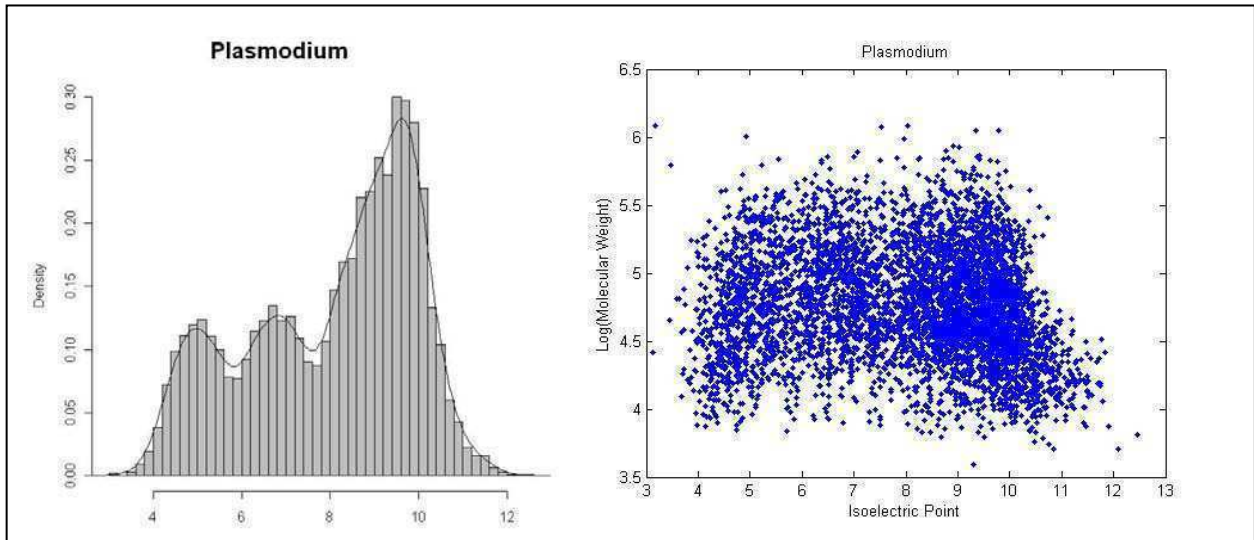 Plasmodium
Density
0.30
0.25
0.20
0.15
0.10
0.05
0.00
4 6 8 10 12
Plasmodium
Log(Molecular Weight)
6.5
6
5.5
5
4.5
4
3.5
3 4 5 6 7 8 9 10 11 12 13
Isoelectric Point